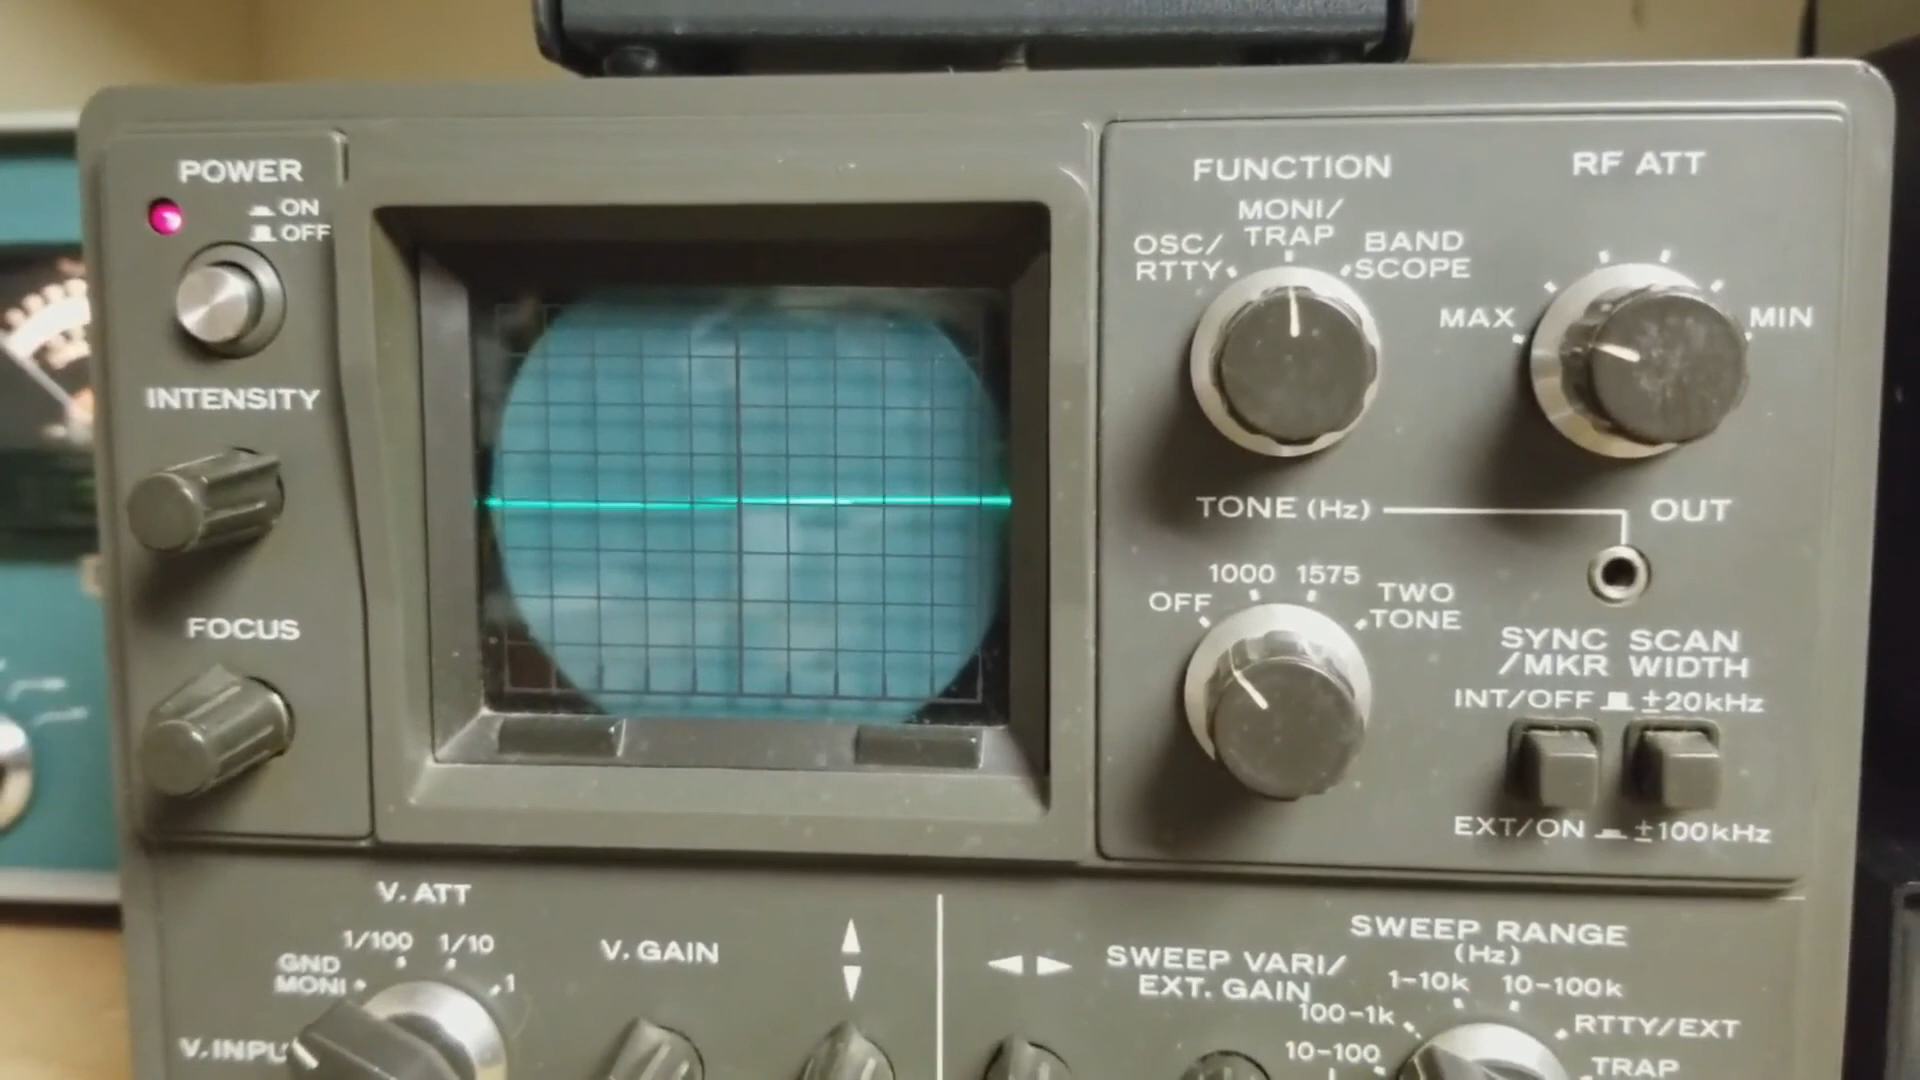 POWER
ON
OFF
INTENSITY
FOCUS
FUNCTION
RF ATT
MONI/
TRAP
OSC/
RTTY
BAND
SCOPE
MAX
MIN
TONE (Hz)
OUT
1000
1575
OFF
TWO
TONE
SYNC SCAN
/MKR WIDTH
INT/OFF ±20kHz
EXT/ON ±100kHz
V. ATT
1/100
1/10
GND
MONI
1
V. GAIN
SWEEP VARI/
EXT. GAIN
SWEEP RANGE
(Hz)
1-10k
10-100k
100-1k
RTTY/EXT
10-100
TRAP